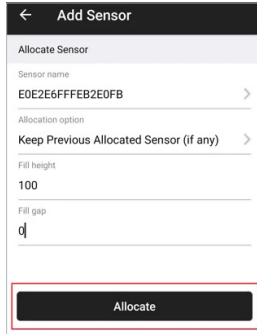 Add Sensor
Allocate Sensor
Sensor name
E0E2E6FFFEB2E0FB
Allocation option
Keep Previous Allocated Sensor (if any)
Fill height
100
Fill gap
0
Allocate